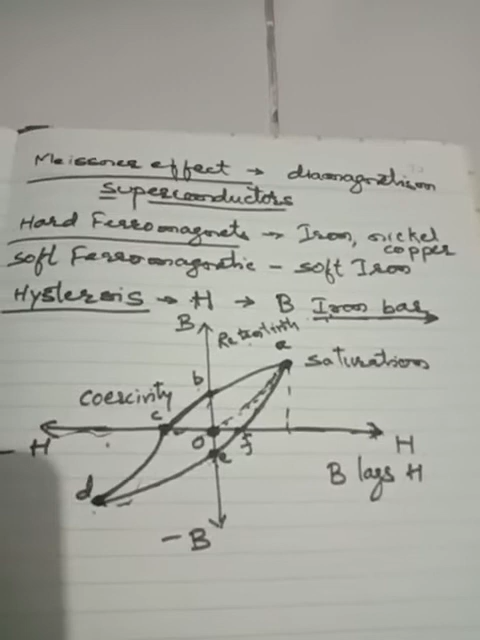 Meissner effect → diamagnetism
Superconductors
Hard Ferromagnets → Iron, nickel
copper
soft Ferromagnetic - soft Iron
Hysteresis → H → B Iron bar
B
a
saturation
b
coercivity
c
O
e
f
-H
H
B lags H
d
-B